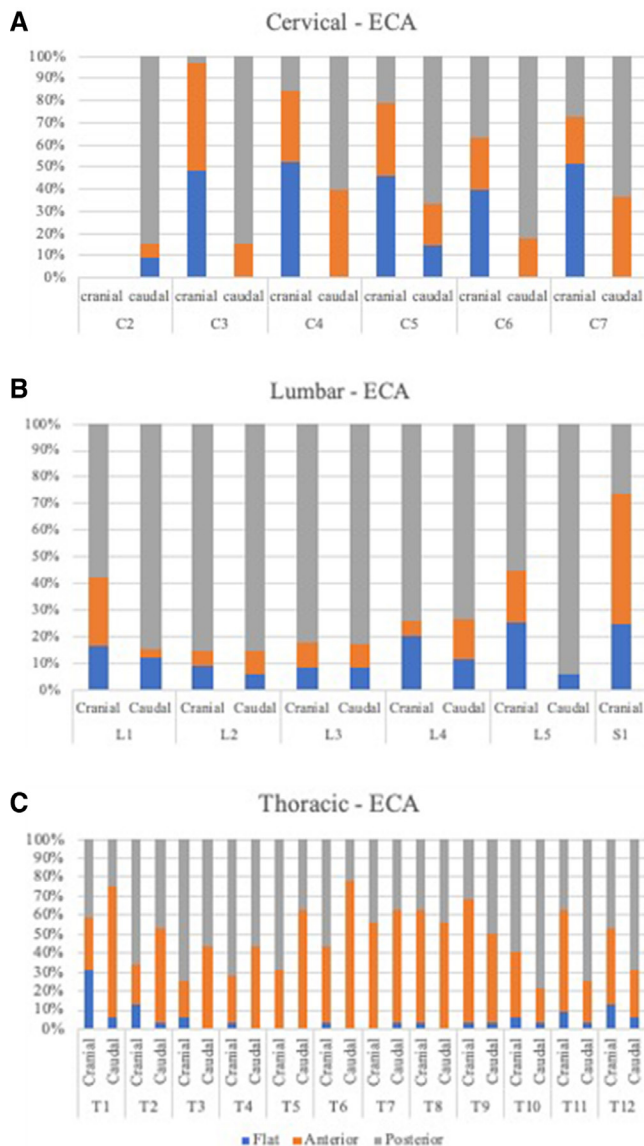 A
Cervical - ECA
100%
90%
80%
70%
60%
50%
40%
30%
20%
10%
0%
cranial caudal cranial caudal cranial caudal cranial caudal cranial caudal cranial caudal
C2 C3 C4 C5 C6 C7
B
Lumbar - ECA
100%
90%
80%
70%
60%
50%
40%
30%
20%
10%
0%
Cranial Caudal Cranial Caudal Cranial Caudal Cranial Caudal Cranial Caudal Cranial
L1 L2 L3 L4 L5 S1
C
Thoracic - ECA
100%
90%
80%
70%
60%
50%
40%
30%
20%
10%
0%
Cranial Caudal Cranial Caudal Cranial Caudal Cranial Caudal Cranial Caudal Cranial Caudal Cranial Caudal Cranial Caudal Cranial Caudal Cranial Caudal Cranial Caudal Cranial Caudal
T1 T2 T3 T4 T5 T6 T7 T8 T9 T10 T11 T12
Flat Anterior Posterior